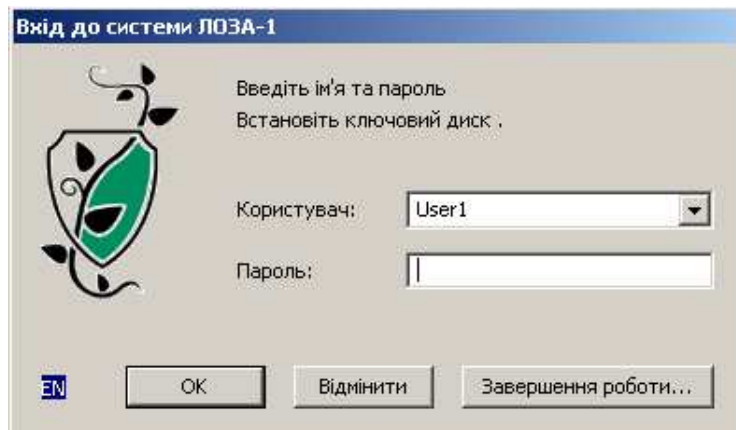 Вхід до системи ЛОЗА-1
Введіть ім'я та пароль
Встановіть ключовий диск .
Користувач: User1
Пароль:
EN OK Відмінити Завершення роботи...